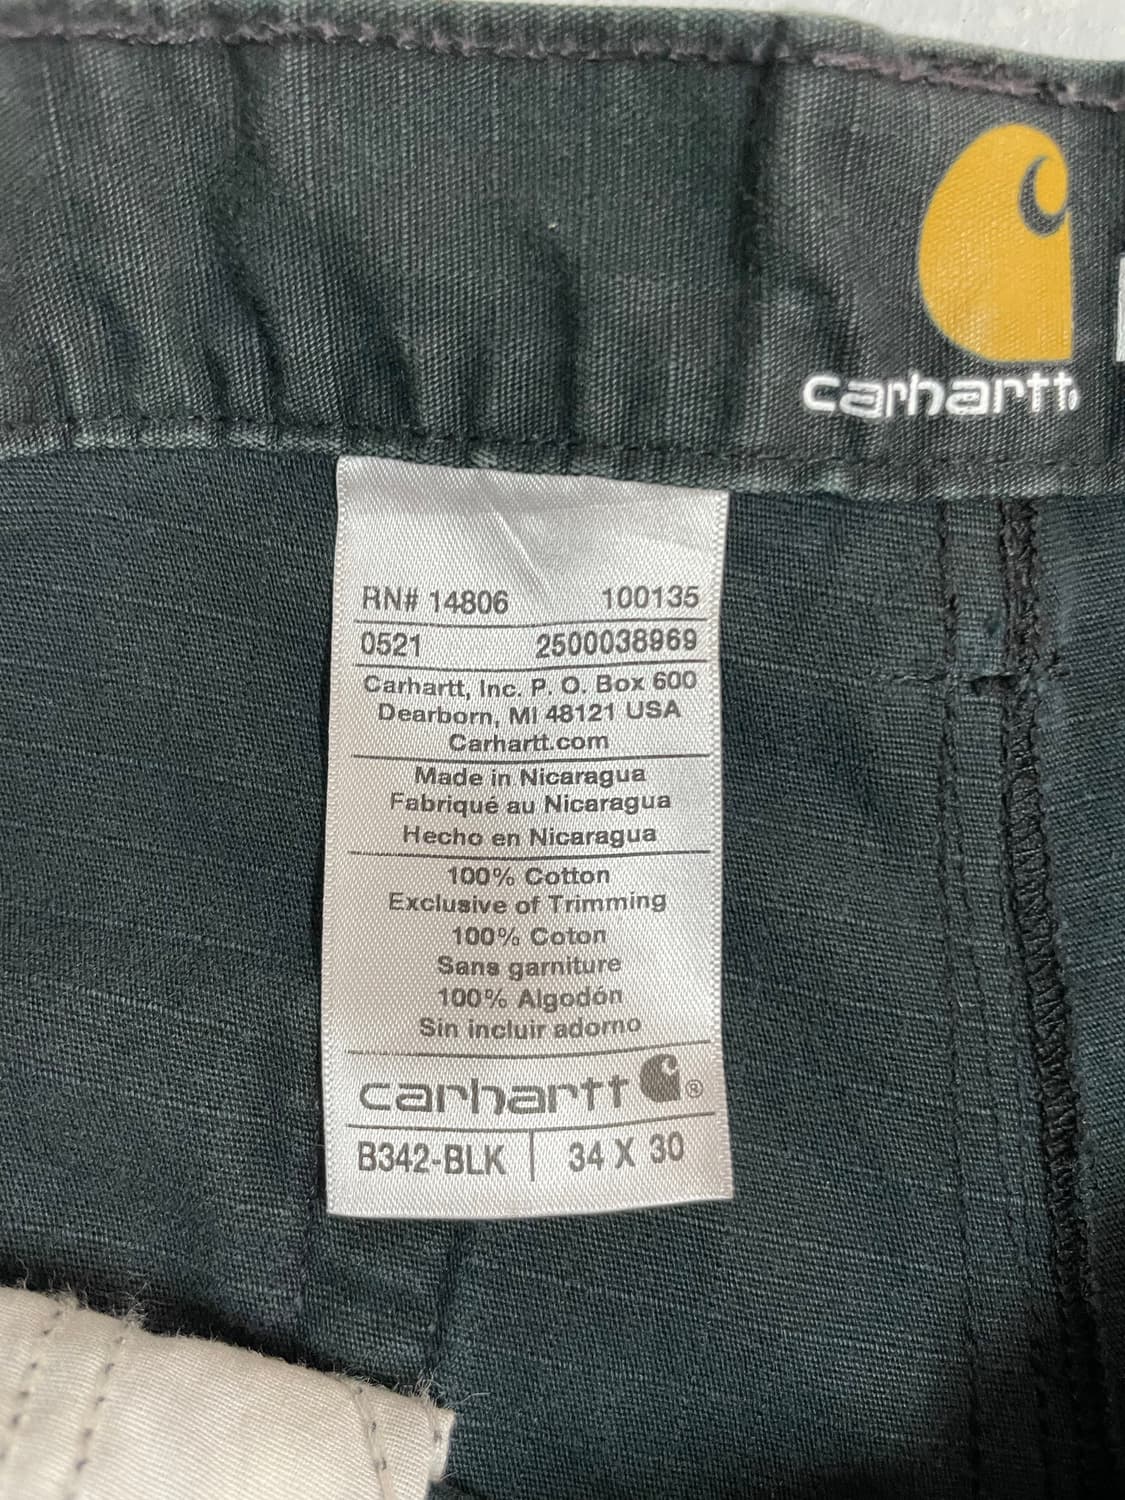 carhartt®
RN# 14806 100135
0521 2500038969
Carhartt, Inc. P. O. Box 600
Dearborn, MI 48121 USA
Carhartt.com
Made in Nicaragua
Fabriqué au Nicaragua
Hecho en Nicaragua
100% Cotton
Exclusive of Trimming
100% Coton
Sans garniture
100% Algodón
Sin incluir adorno
carhartt ®
B342-BLK | 34 X 30